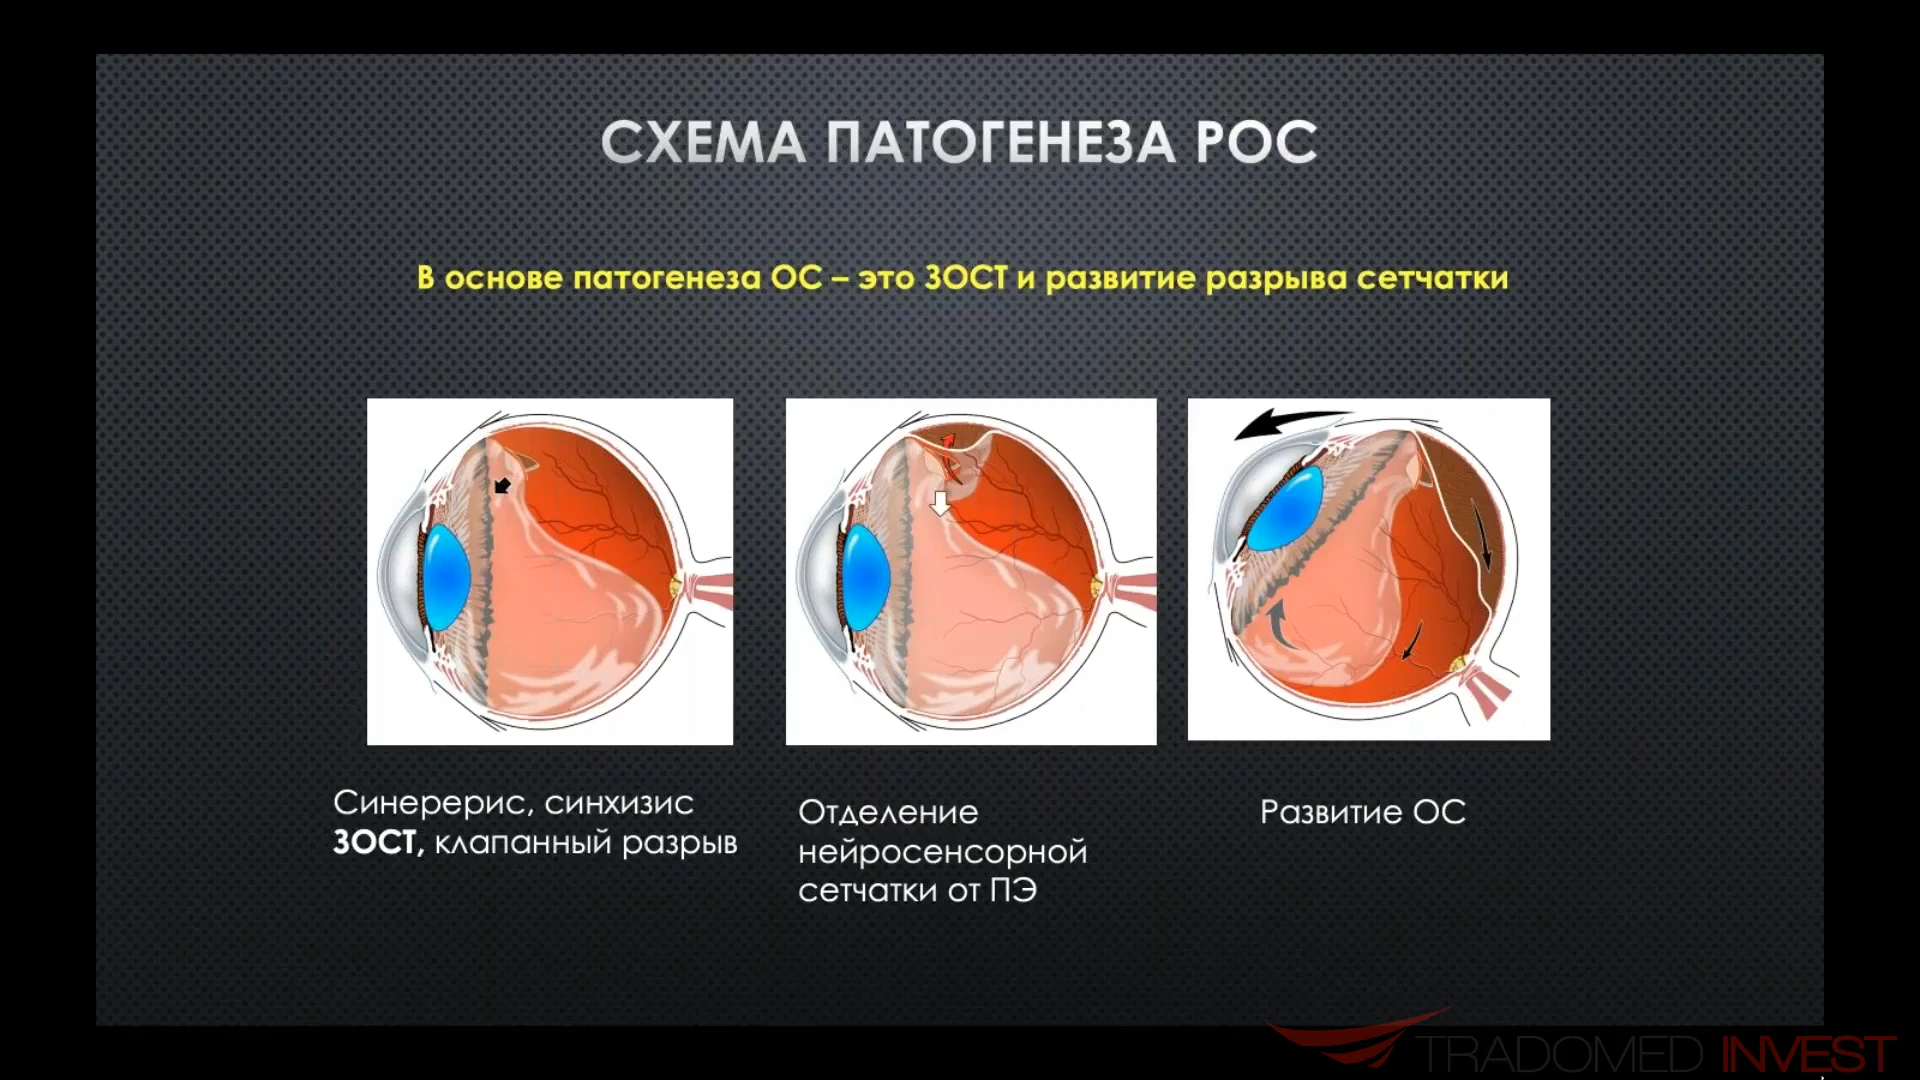 СХЕМА ПАТОГЕНЕЗА РОС
В основе патогенеза ОС – это ЗОСТ и развитие разрыва сетчатки
Синерерис, синхизис
ЗОСТ, клапанный разрыв
Отделение
нейросенсорной
сетчатки от ПЭ
Развитие ОС
TRADOMED INVEST